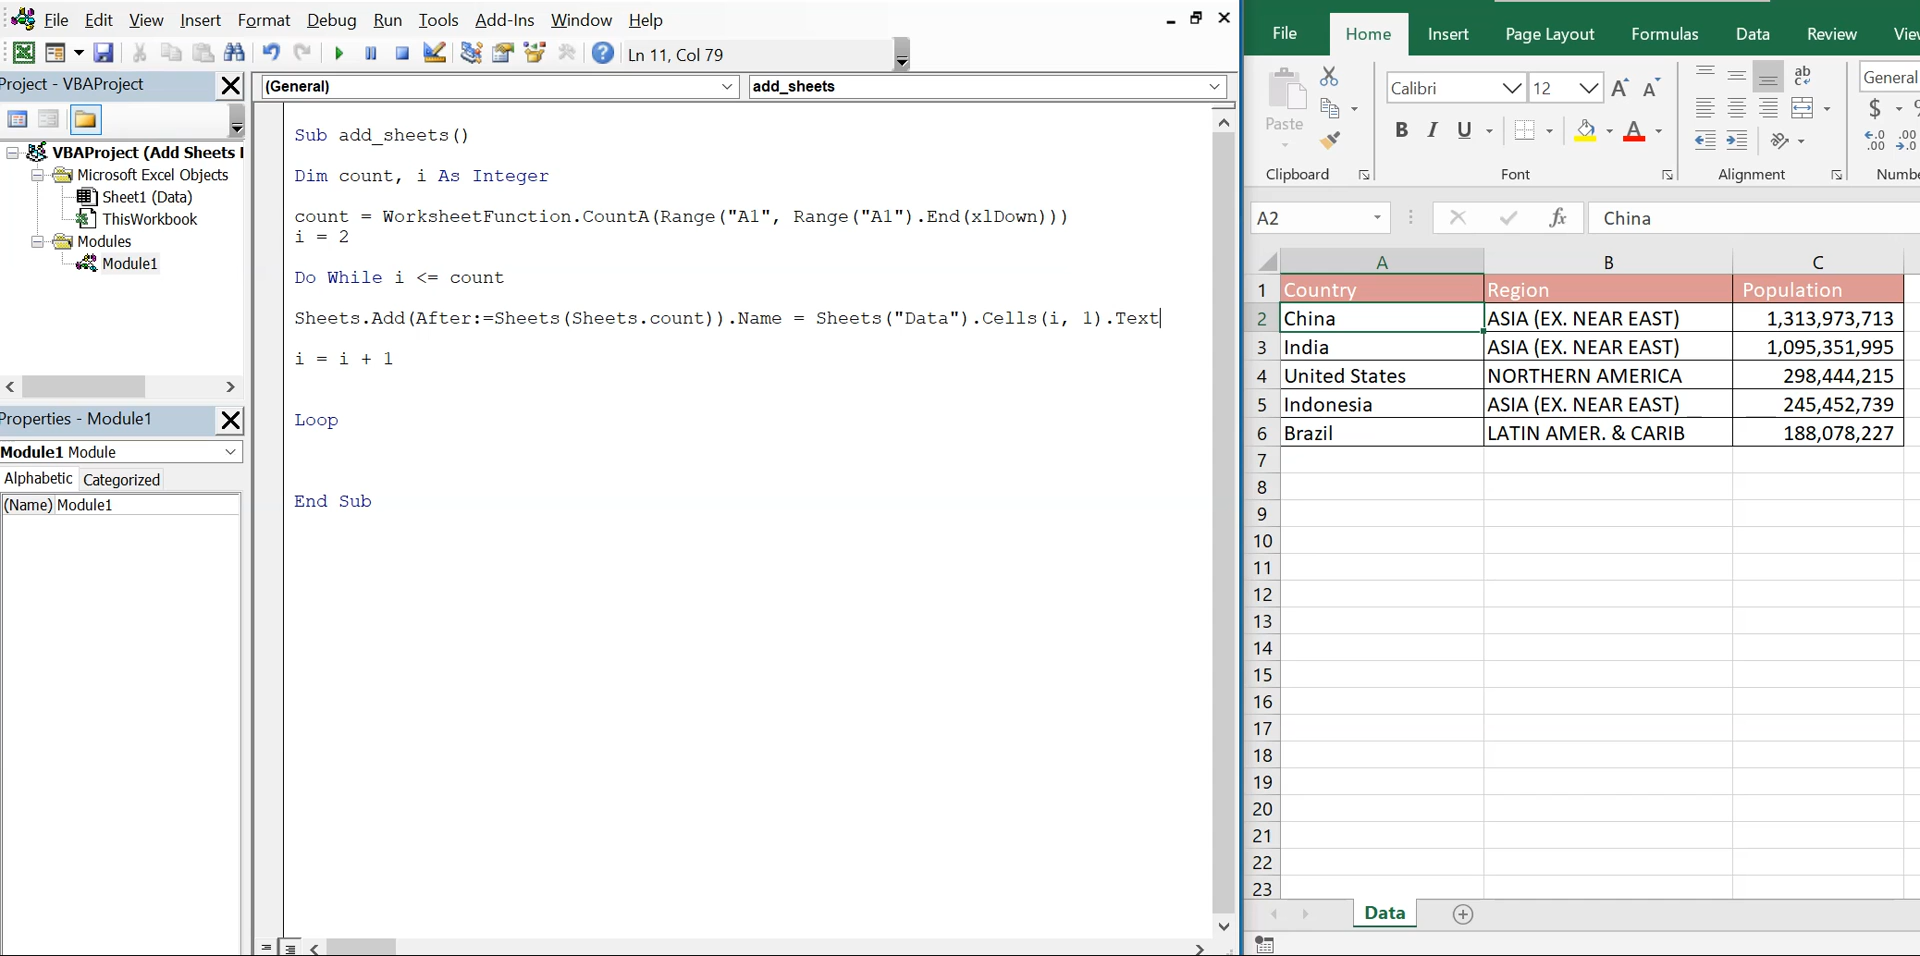 File Edit View Insert Format Debug Run Tools Add-Ins Window Help
Ln 11, Col 79
Project - VBAProject
VBAProject (Add Sheets
Microsoft Excel Objects
Sheet1 (Data)
ThisWorkbook
Modules
Module1
Properties - Module1
Module1 Module
Alphabetic Categorized
(Name) Module1
(General) add_sheets
Sub add_sheets()
Dim count, i As Integer
count = WorksheetFunction.CountA(Range("A1", Range("A1").End(xlDown)))
i = 2
Do While i <= count
Sheets.Add(After:=Sheets(Sheets.count)).Name = Sheets("Data").Cells(i, 1).Text
i = i + 1
Loop
End Sub
File Home Insert Page Layout Formulas Data Review
Paste
Calibri 12
B I U
ab
General
$
Clipboard Font Alignment
A2 fx China
A B C
1 Country Region Population
2 China ASIA (EX. NEAR EAST) 1,313,973,713
3 India ASIA (EX. NEAR EAST) 1,095,351,995
4 United States NORTHERN AMERICA 298,444,215
5 Indonesia ASIA (EX. NEAR EAST) 245,452,739
6 Brazil LATIN AMER. & CARIB 188,078,227
7
8
9
10
11
12
13
14
15
16
17
18
19
20
21
22
23
Data